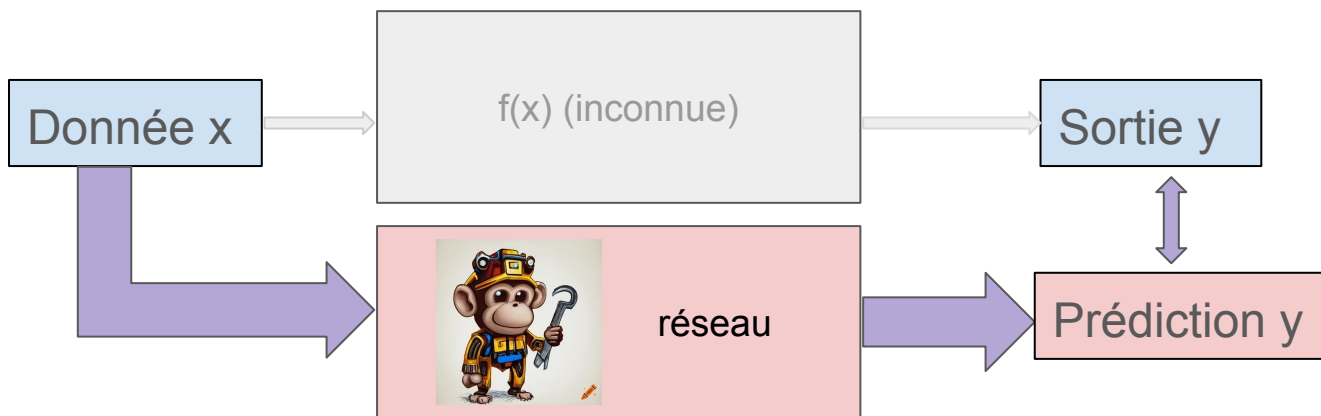 Donnée x
f(x) (inconnue)
Sortie y
réseau
Prédiction y